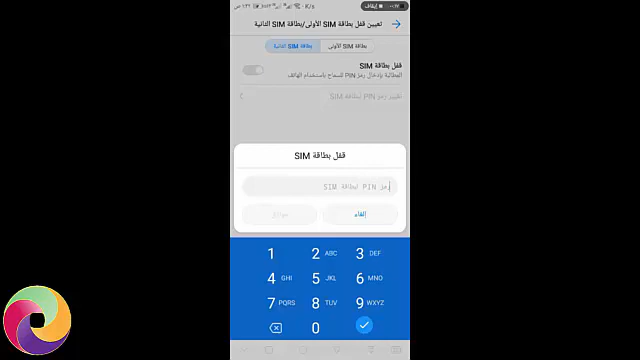 تعيين قفل بطاقة SIM الأولى/بطاقة SIM الثانية
بطاقة SIM الأولى
بطاقة SIM الثانية
قفل بطاقة SIM
المطالبة بإدخال رمز PIN للسماح باستخدام الهاتف
تغيير رمز PIN لبطاقة SIM
قفل بطاقة SIM
رمز PIN لبطاقة SIM
إلغاء
موافق
1 2 ABC 3 DEF
4 GHI 5 JKL 6 MNO
7 PQRS 8 TUV 9 WXYZ
0